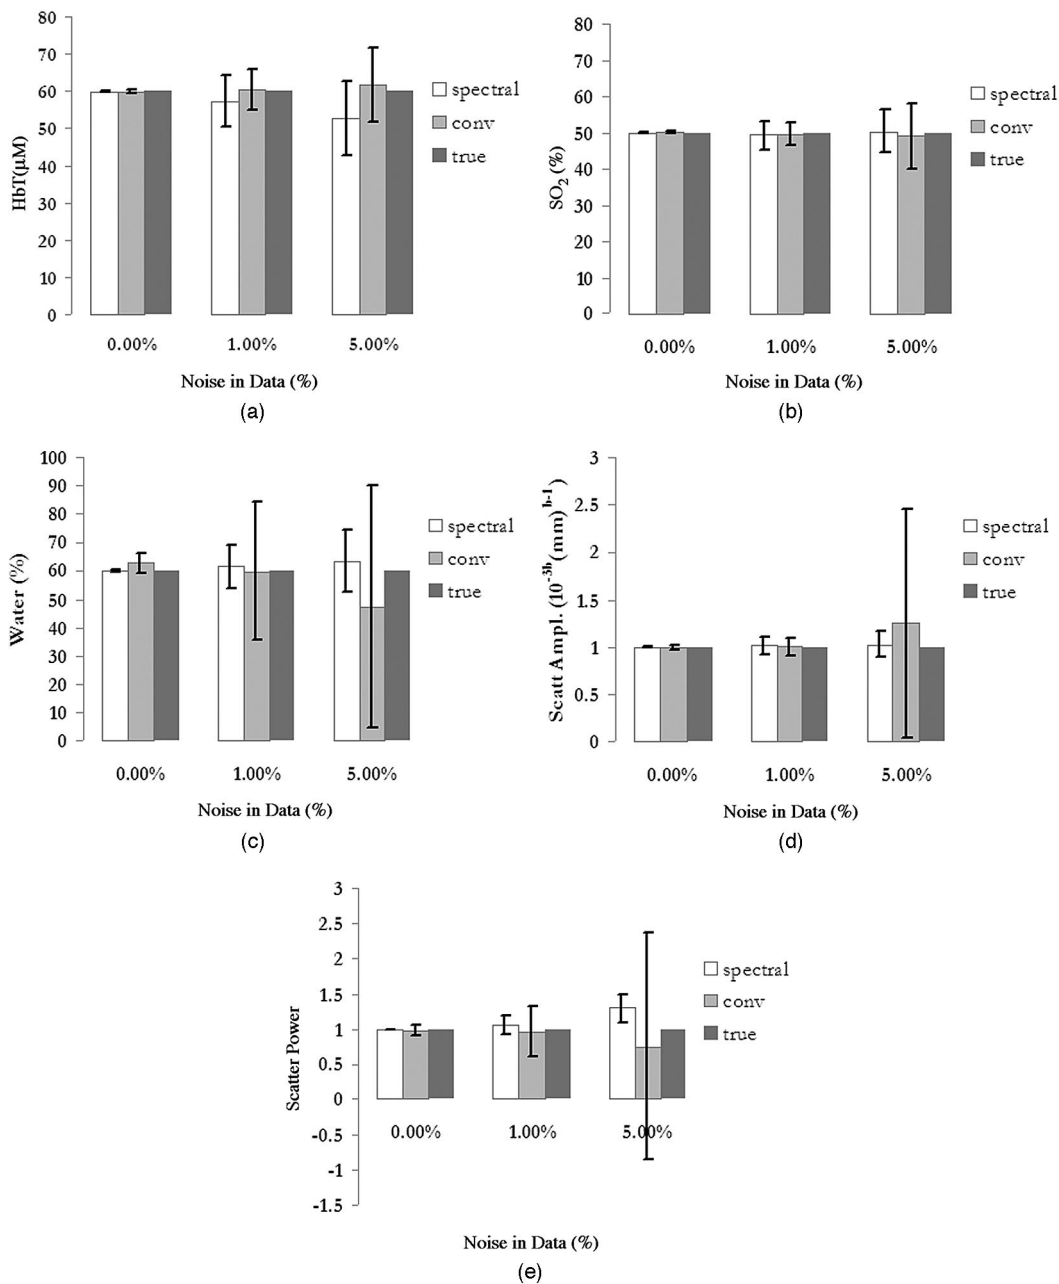 80
70
60
50
40
30
20
10
0
HbT(µM)
0.00% 1.00% 5.00%
Noise in Data (%)
spectral
conv
true
(a)
80
70
60
50
40
30
20
10
0
SO2 (%)
0.00% 1.00% 5.00%
Noise in Data (%)
spectral
conv
true
(b)
100
90
80
70
60
50
40
30
20
10
0
Water (%)
0.00% 1.00% 5.00%
Noise in Data (%)
spectral
conv
true
(c)
3
2.5
2
1.5
1
0.5
0
Scatt Ampl. (10^-3b (mm)^b-1)
0.00% 1.00% 5.00%
Noise in Data (%)
spectral
conv
true
(d)
3
2.5
2
1.5
1
0.5
0
-0.5
-1
-1.5
Scatter Power
0.00% 1.00% 5.00%
Noise in Data (%)
spectral
conv
true
(e)